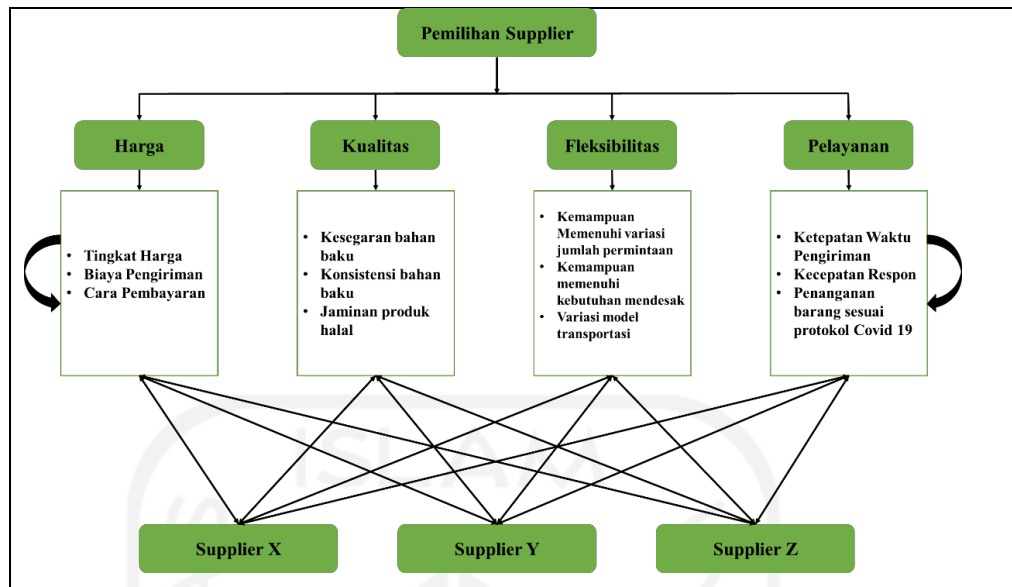 Pemilihan Supplier
Harga
Kualitas
Fleksibilitas
Pelayanan
• Tingkat Harga
• Biaya Pengiriman
• Cara Pembayaran
• Kesegaran bahan
baku
• Konsistensi bahan
baku
• Jaminan produk
halal
• Kemampuan
Memenuhi variasi
jumlah permintaan
• Kemampuan
memenuhi
kebutuhan mendesak
• Variasi model
transportasi
• Ketepatan Waktu
Pengiriman
• Kecepatan Respon
• Penanganan
barang sesuai
protokol Covid 19
ISLAM
Supplier X
Supplier Y
Supplier Z